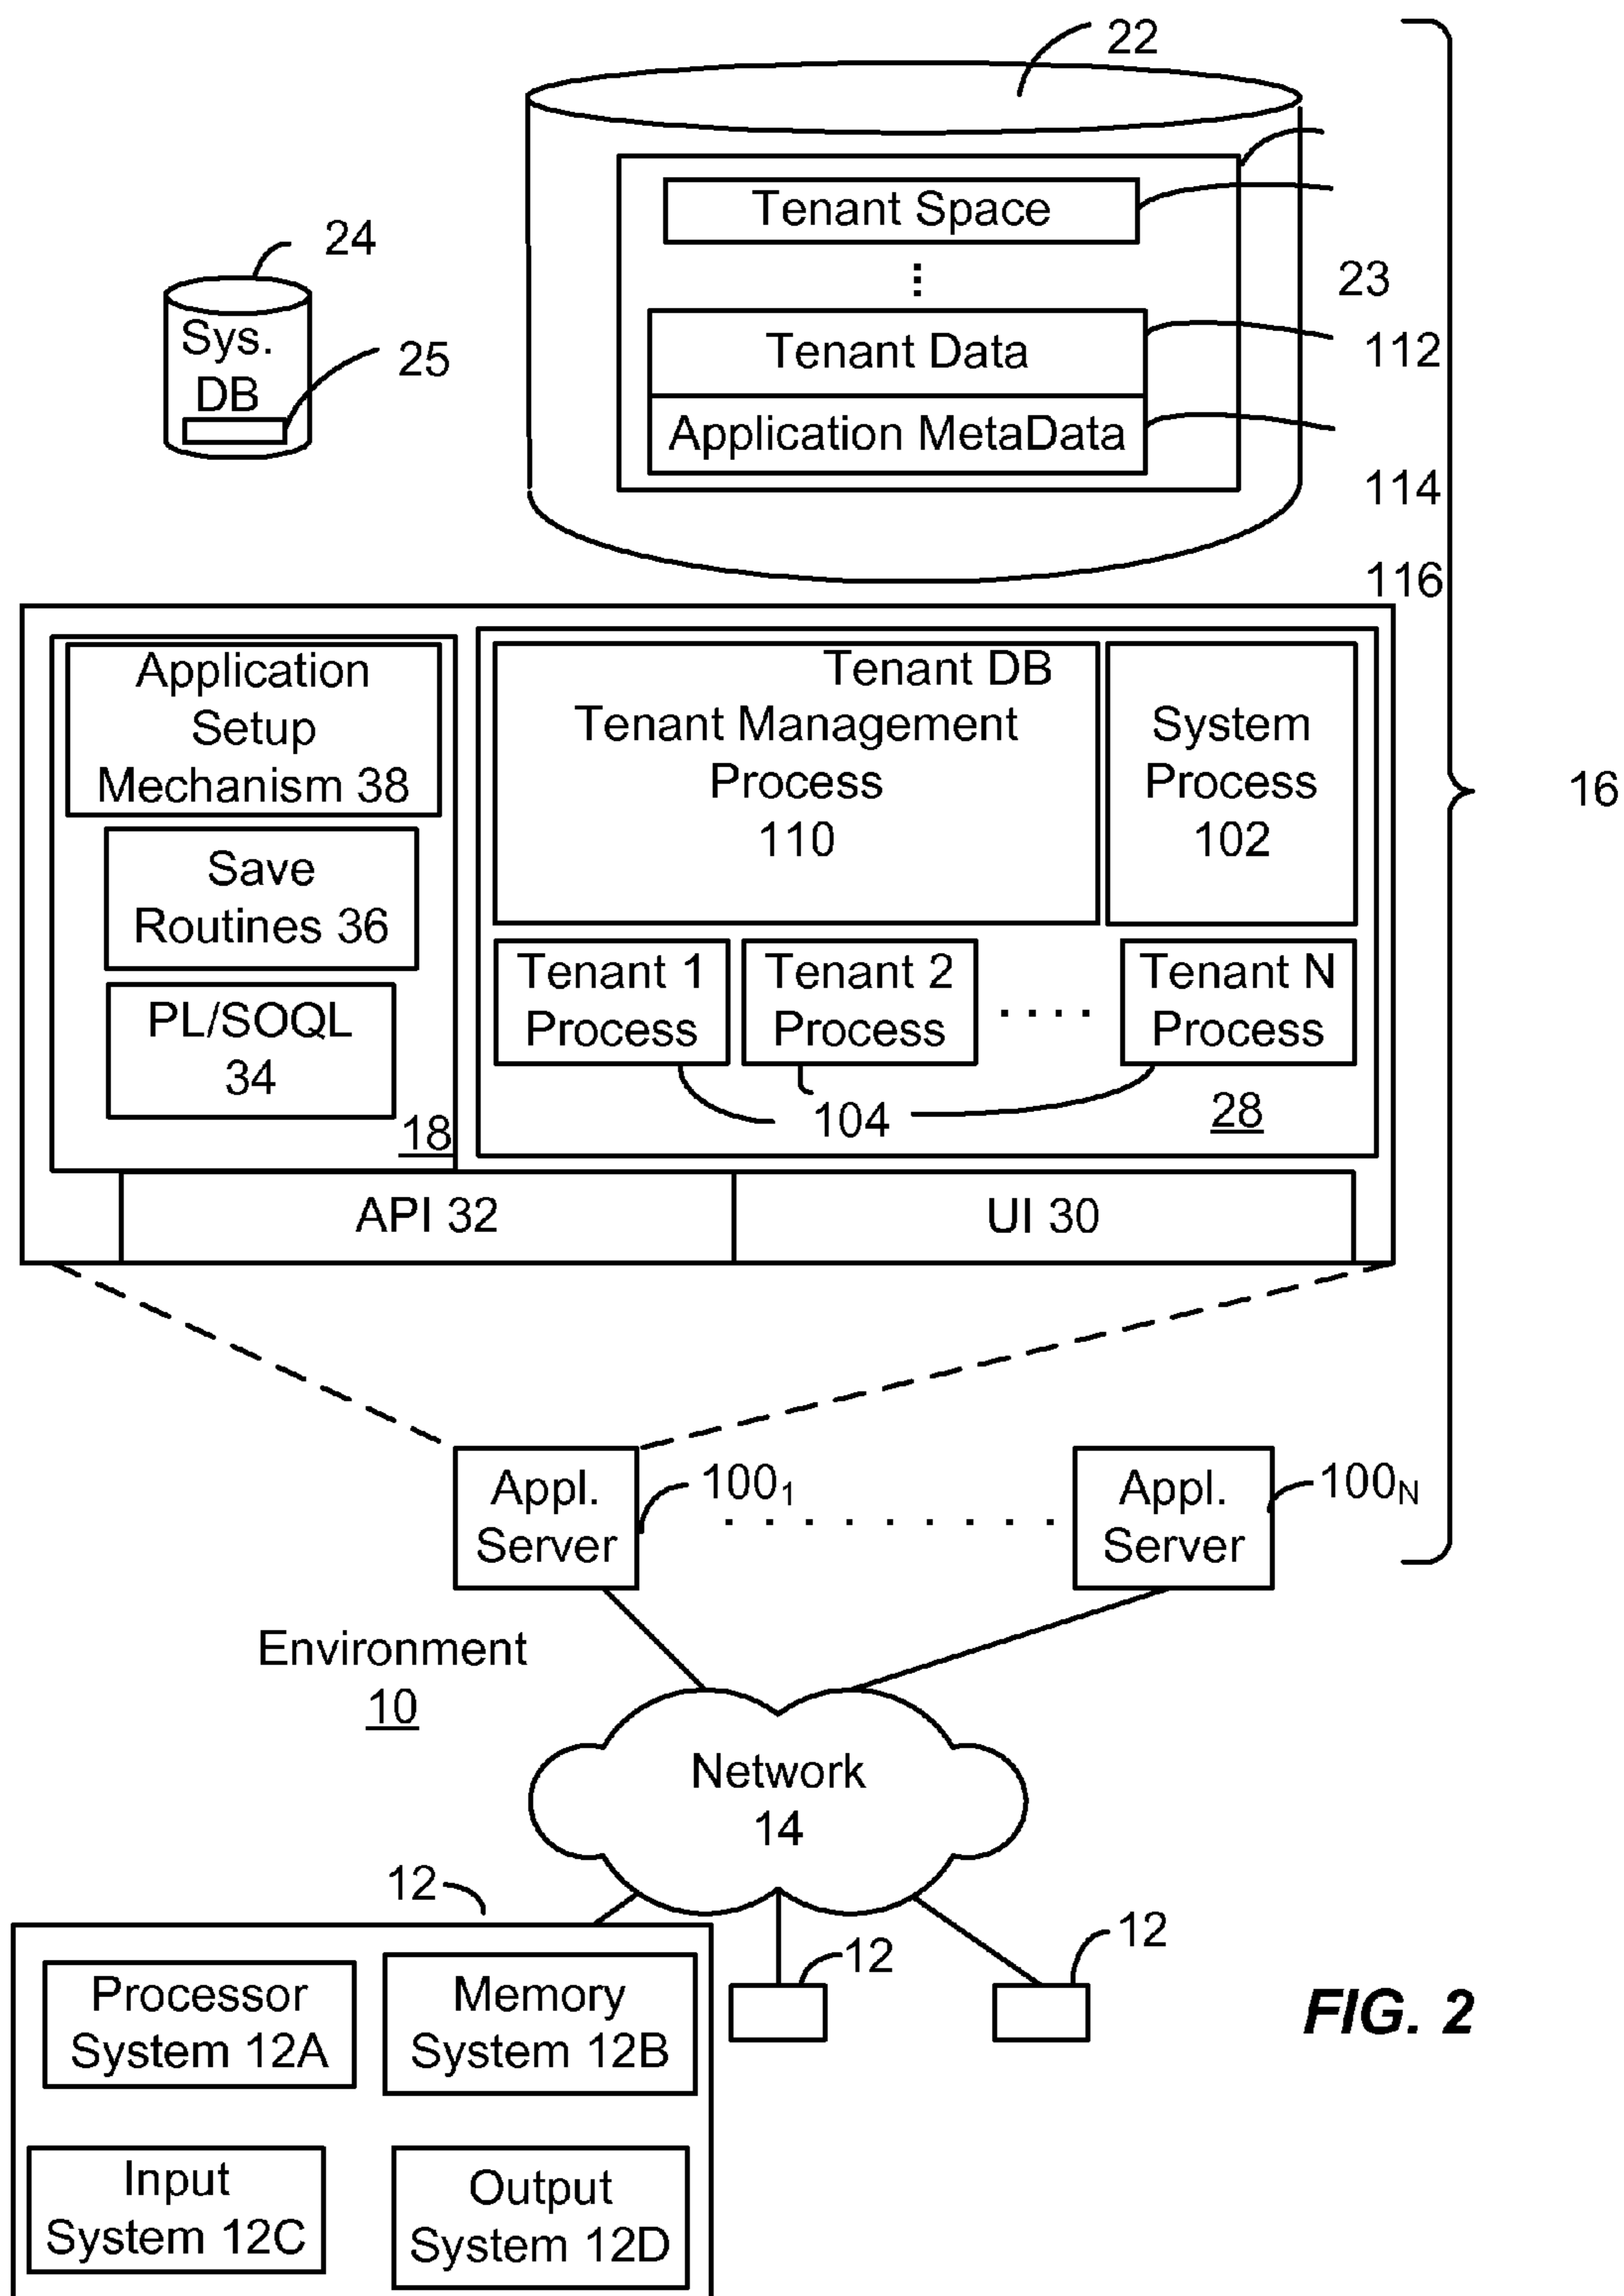 22
Tenant Space
24
23
Sys.
DB
25
Tenant Data
112
Application MetaData
114
116
Application
Setup
Mechanism 38
Tenant DB
Tenant Management
Process
110
System
Process
102
16
Save
Routines 36
Tenant 1
Process
Tenant 2
Process
Tenant N
Process
PL/SOQL
34
18
104
28
API 32
UI 30
Appl.
Server
100₁
Appl.
Server
100N
Environment
10
Network
14
12
12
12
Processor
System 12A
Memory
System 12B
FIG. 2
Input
System 12C
Output
System 12D